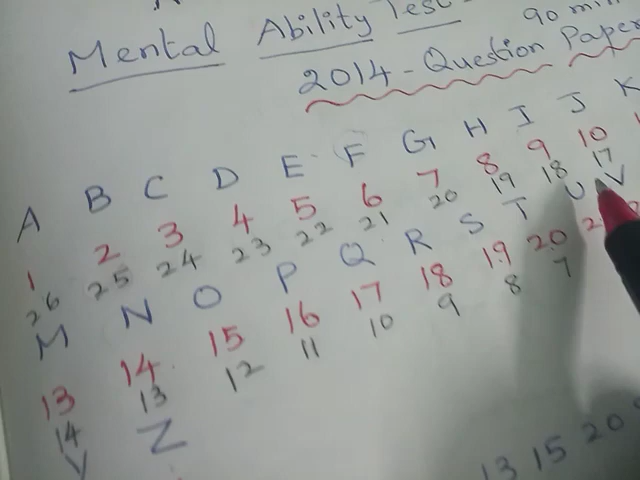 Mental Ability Test
90 min
2014 - Question Paper
A B C D E F G H I J K
1 2 3 4 5 6 7 8 9 10
26 25 24 23 22 21 20 19 18 17
M N O P Q R S T U V
13 14 15 16 17 18 19 20
14 13 12 11 10 9 8 7
Y Z
13 15 20